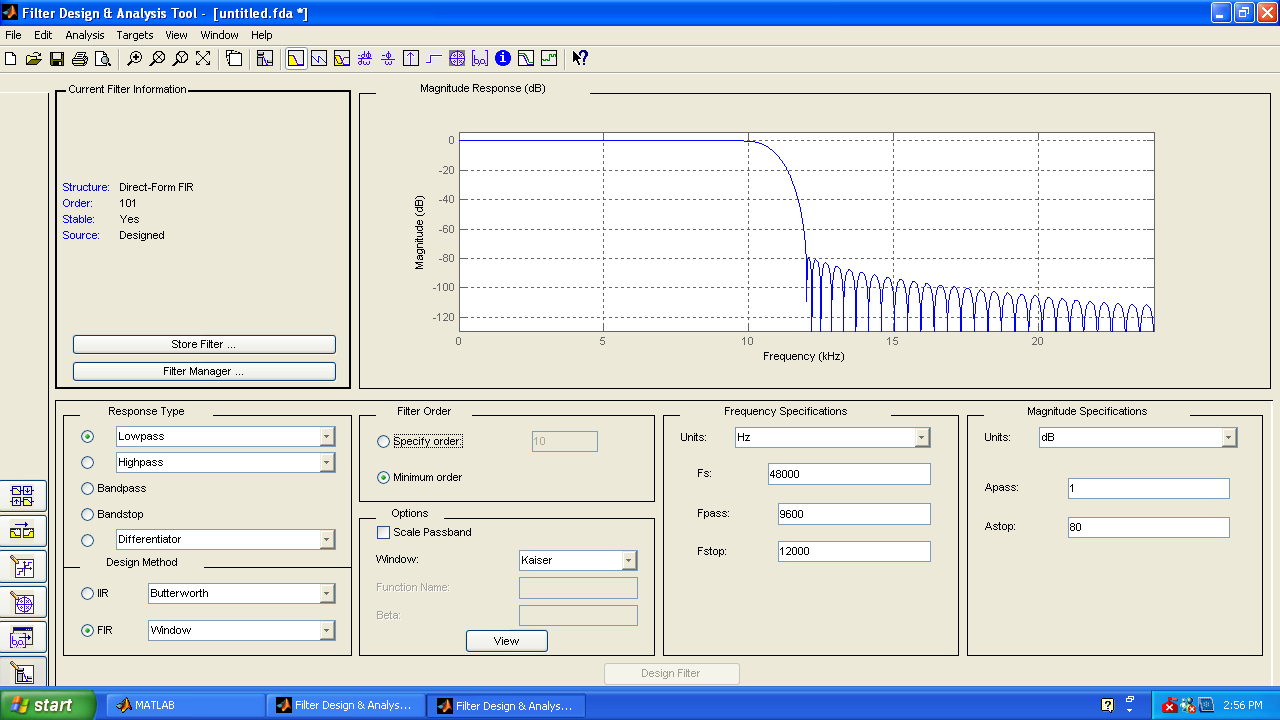 Filter Design & Analysis Tool - [untitled.fda *]
File Edit Analysis Targets View Window Help
Current Filter Information
Structure: Direct-Form FIR
Order: 101
Stable: Yes
Source: Designed
Store Filter ...
Filter Manager ...
Magnitude Response (dB)
Magnitude (dB)
0
-20
-40
-60
-80
-100
-120
0 5 10 15 20
Frequency (kHz)
Response Type
Lowpass
Highpass
Bandpass
Bandstop
Differentiator
Design Method
IIR Butterworth
FIR Window
Filter Order
Specify order: 10
Minimum order
Options
Scale Passband
Window: Kaiser
Function Name:
Beta:
View
Frequency Specifications
Units: Hz
Fs: 48000
Fpass: 9600
Fstop: 12000
Magnitude Specifications
Units: dB
Apass: 1
Astop: 80
Design Filter
start MATLAB Filter Design & Analys... Filter Design & Analys... 2:56 PM